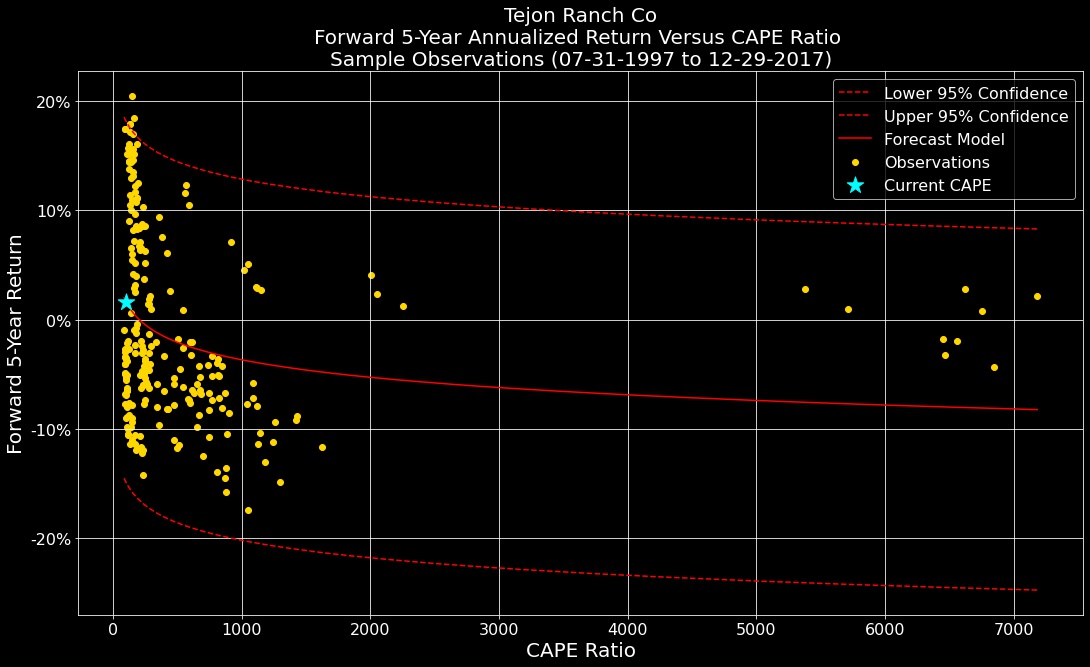 Tejon Ranch Co
Forward 5-Year Annualized Return Versus CAPE Ratio
Sample Observations (07-31-1997 to 12-29-2017)
Lower 95% Confidence
Upper 95% Confidence
Forecast Model
Observations
Current CAPE
Forward 5-Year Return
20%
10%
0%
-10%
-20%
0 1000 2000 3000 4000 5000 6000 7000
CAPE Ratio